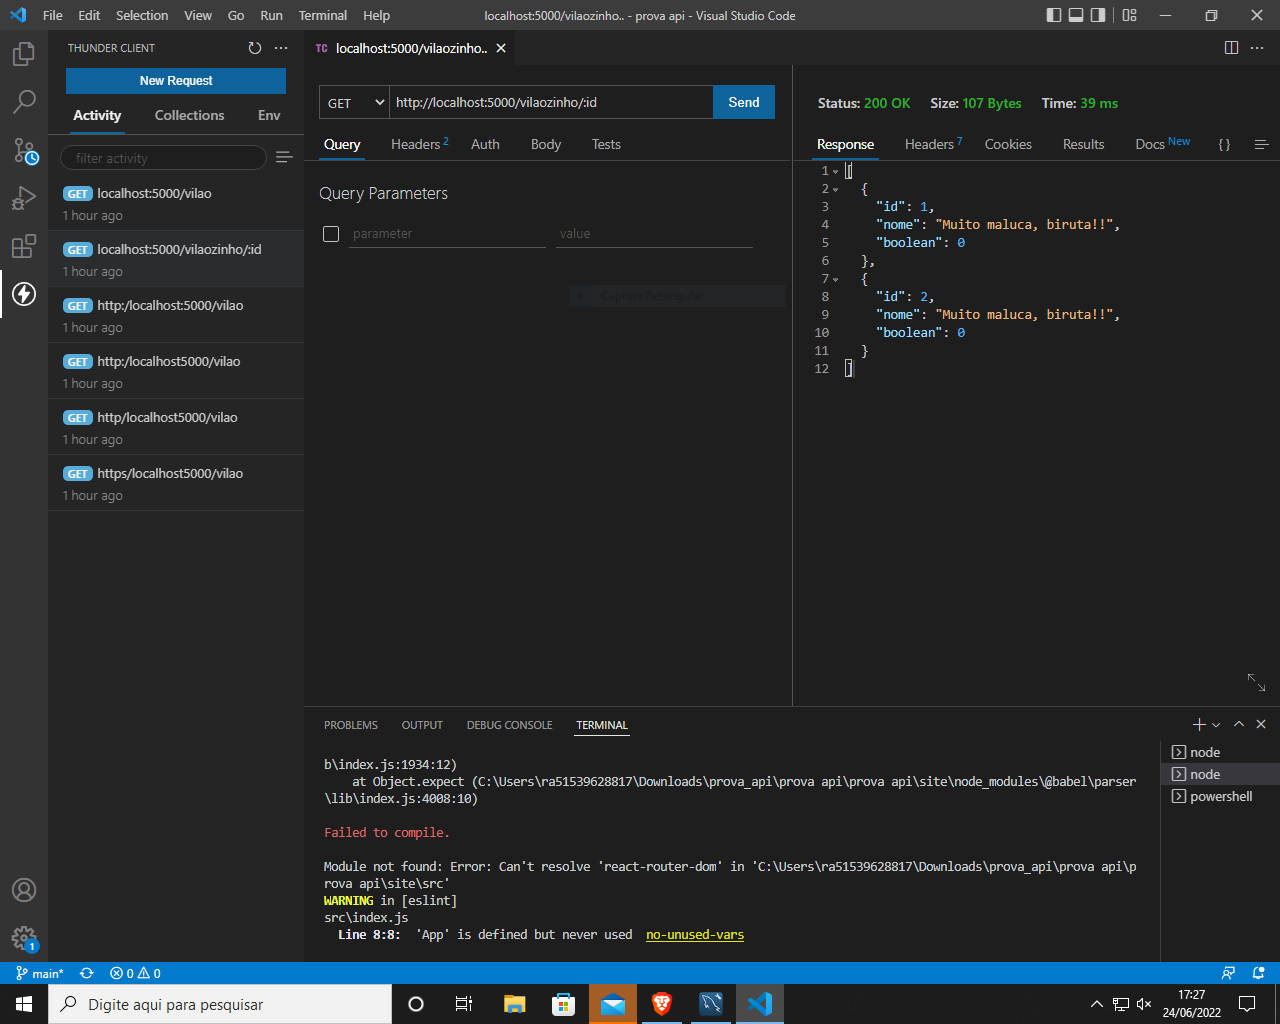 File Edit Selection View Go Run Terminal Help localhost:5000/vilaozinho.. - prova api - Visual Studio Code
THUNDER CLIENT
New Request
Activity Collections Env
filter activity
GET localhost:5000/vilao
1 hour ago
GET localhost:5000/vilaozinho/:id
1 hour ago
GET http:/localhost:5000/vilao
1 hour ago
GET http:/localhost5000/vilao
1 hour ago
GET http/localhost5000/vilao
1 hour ago
GET https/localhost5000/vilao
1 hour ago
TC localhost:5000/vilaozinho..
GET http://localhost:5000/vilaozinho/:id Send
Query Headers 2 Auth Body Tests
Query Parameters
parameter value
Captura Retangular
Status: 200 OK Size: 107 Bytes Time: 39 ms
Response Headers 7 Cookies Results Docs New { }
1 [
2 {
3 "id": 1,
4 "nome": "Muito maluca, biruta!!",
5 "boolean": 0
6 },
7 {
8 "id": 2,
9 "nome": "Muito maluca, biruta!!",
10 "boolean": 0
11 }
12 ]
PROBLEMS OUTPUT DEBUG CONSOLE TERMINAL
b\index.js:1934:12)
at Object.expect (C:\Users\ra51539628817\Downloads\prova_api\prova api\prova api\site\node_modules\@babel\parser
\lib\index.js:4008:10)
Failed to compile.
Module not found: Error: Can't resolve 'react-router-dom' in 'C:\Users\ra51539628817\Downloads\prova_api\prova api\p
rova api\site\src'
WARNING in [eslint]
src\index.js
Line 8:8: 'App' is defined but never used no-unused-vars
node
node
powershell
1
main* 0 0
Digite aqui para pesquisar
17:27
24/06/2022